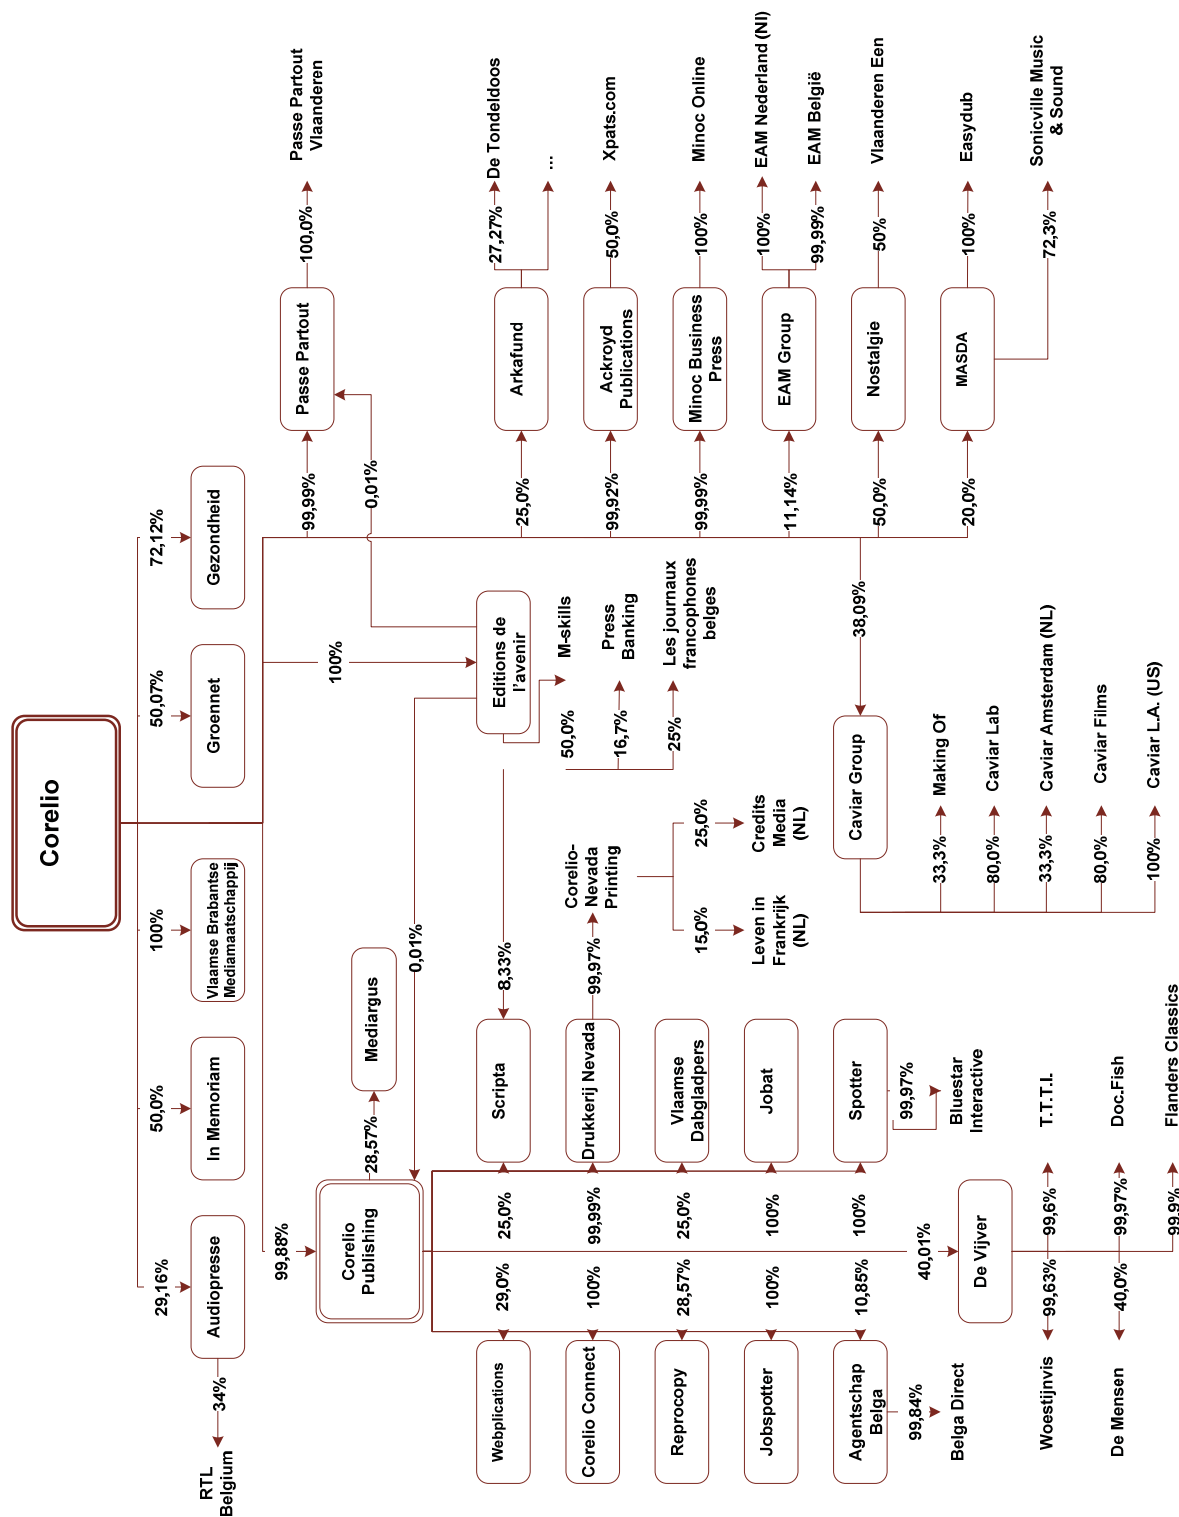 Corelio
29,16%
50,0%
100%
50,07%
72,12%
Audiopresse
In Memoriam
Vlaamse Brabantse
Mediamaatschappij
Groennet
Gezondheid
34%
RTL
Belgium
99,88%
Corelio
Publishing
28,57%
Mediargus
0,01%
100%
Editions de
l'avenir
0,01%
99,99%
Passe Partout
100,0%
Passe Partout
Vlaanderen
50,0%
M-skills
16,7%
Press
Banking
25%
Les journaux
francophones
belges
8,33%
29,0%
Webplications
25,0%
Scripta
100%
Corelio Connect
99,99%
Drukkerij Nevada
99,97%
Corelio-
Nevada
Printing
15,0%
Leven in
Frankrijk
(NL)
25,0%
Credits
Media
(NL)
28,57%
Reprocopy
25,0%
Vlaamse
Dabgladpers
100%
Jobspotter
100%
Jobat
10,85%
Agentschap
Belga
99,84%
Belga Direct
100%
Spotter
99,97%
Bluestar
Interactive
40,01%
De Vijver
99,63%
Woestijnvis
99,6%
T.T.T.I.
40,0%
De Mensen
99,97%
Doc.Fish
99,9%
Flanders Classics
25,0%
Arkafund
27,27%
De Tondeldoos
...
99,92%
Ackroyd
Publications
50,0%
Xpats.com
99,99%
Minoc Business
Press
100%
Minoc Online
11,14%
EAM Group
100%
EAM Nederland (Nl)
99,99%
EAM België
50,0%
Nostalgie
50%
Vlaanderen Een
20,0%
MASDA
100%
Easydub
72,3%
Sonicville Music
& Sound
38,09%
Caviar Group
33,3%
Making Of
80,0%
Caviar Lab
33,3%
Caviar Amsterdam (NL)
80,0%
Caviar Films
100%
Caviar L.A. (US)